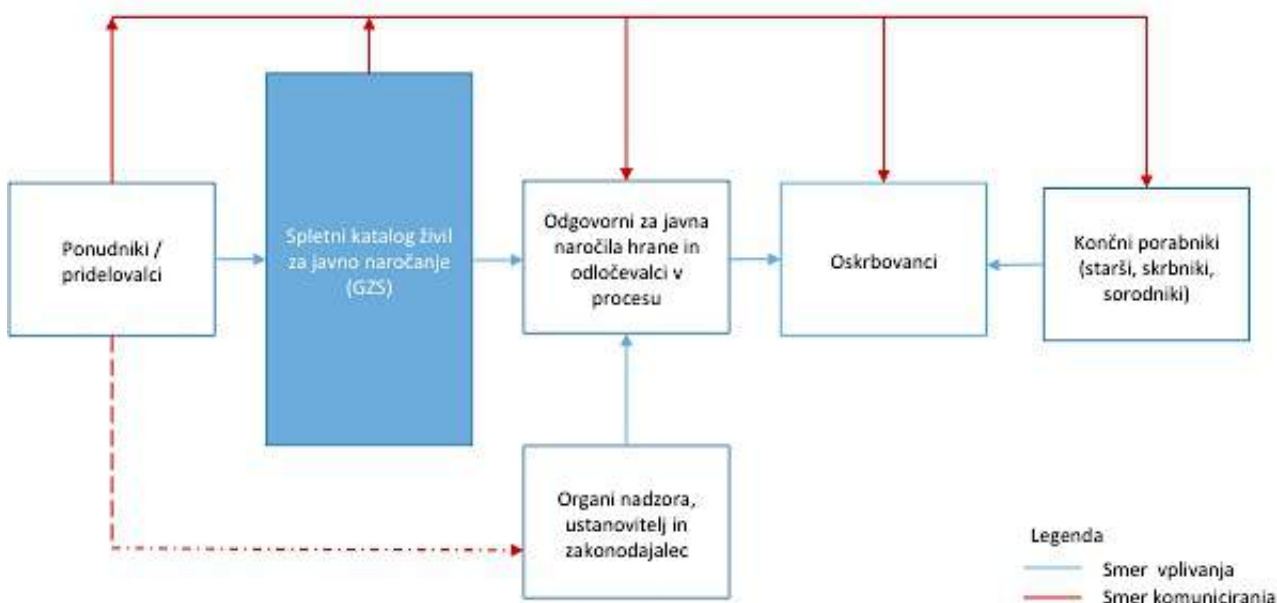 Ponudniki /
pridelovalci
Spletni katalog živil
za javno naročanje
(GZS)
Odgovorni za javna
naročila hrane in
odločevalci v
procesu
Oskrbovanci
Končni porabniki
(starši, skrbniki,
sorodniki)
Organi nadzora,
ustanovitelj in
zakonodajalec
Legenda
Smer vplivanja
Smer komuniciranja